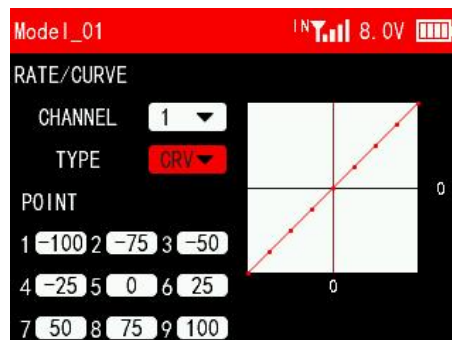 Model_01 IN 8.0V
RATE/CURVE
CHANNEL 1
TYPE CRV
POINT
1 -100 2 -75 3 -50
4 -25 5 0 6 25
7 50 8 75 9 100
0
0